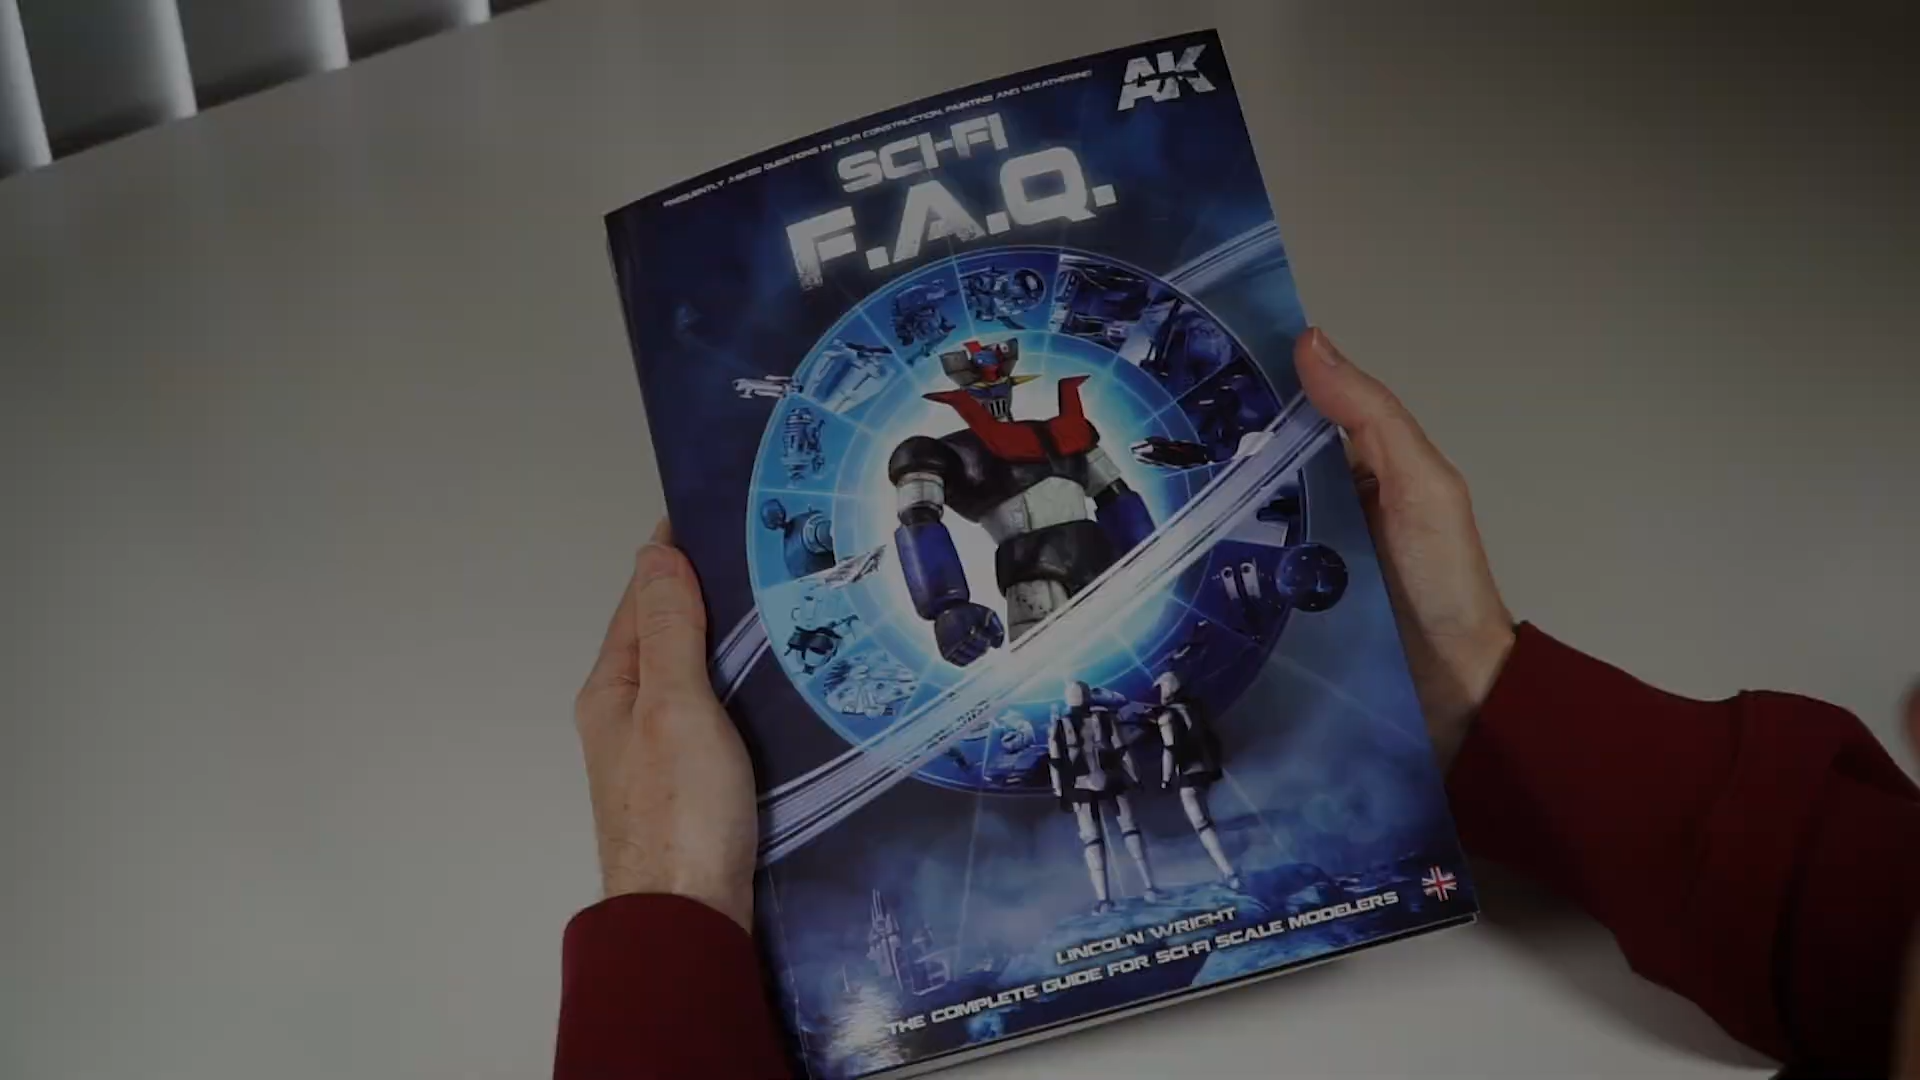 AK
FREQUENTLY ASKED QUESTIONS IN SCI-FI CONSTRUCTION, PAINTING AND WEATHERING
SCI-FI
F.A.Q.
LINCOLN WRIGHT
THE COMPLETE GUIDE FOR SCI-FI SCALE MODELERS